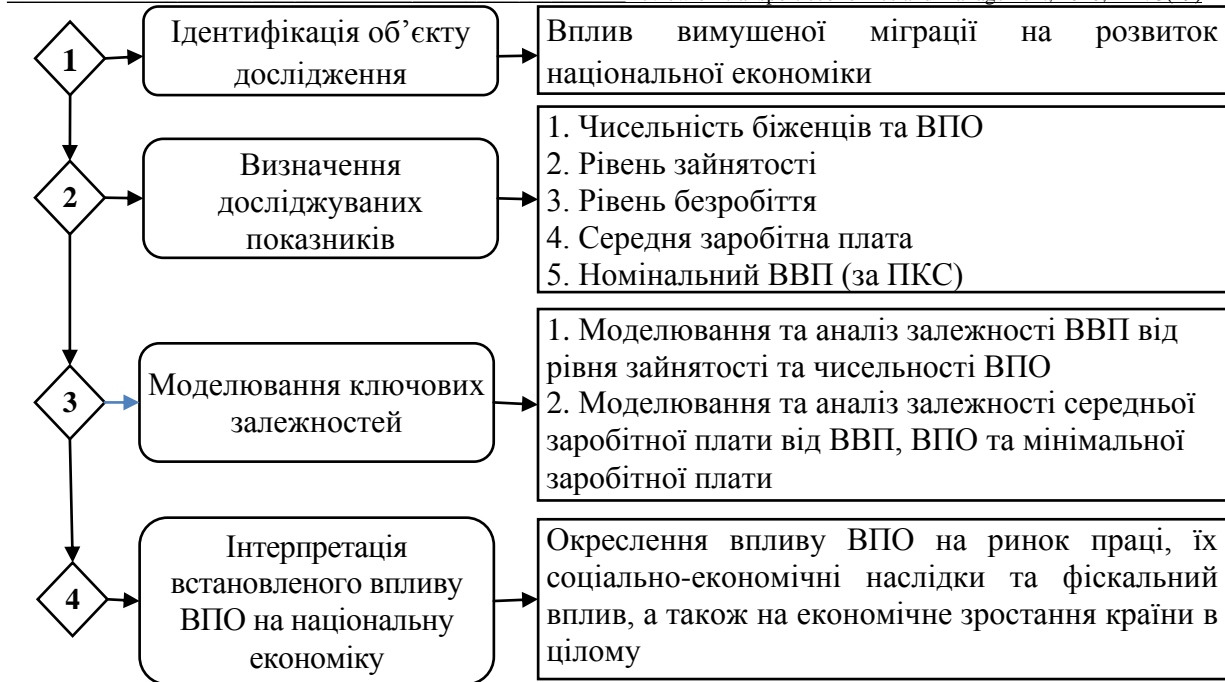 1
Ідентифікація об’єкту
дослідження
Вплив вимушеної міграції на розвиток
національної економіки
2
Визначення
досліджуваних
показників
1. Чисельність біженців та ВПО
2. Рівень зайнятості
3. Рівень безробіття
4. Середня заробітна плата
5. Номінальний ВВП (за ПКС)
3
Моделювання ключових
залежностей
1. Моделювання та аналіз залежності ВВП від
рівня зайнятості та чисельності ВПО
2. Моделювання та аналіз залежності середньої
заробітної плати від ВВП, ВПО та мінімальної
заробітної плати
4
Інтерпретація
встановленого впливу
ВПО на національну
економіку
Окреслення впливу ВПО на ринок праці, їх
соціально-економічні наслідки та фіскальний
вплив, а також на економічне зростання країни в
цілому